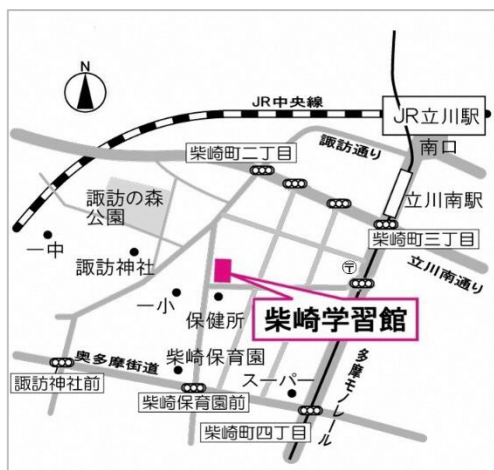 N
JR中央線
JR立川駅
南口
諏訪通り
柴崎町二丁目
立川南駅
諏訪の森
公園
柴崎町三丁目
一中
立川南通り
諏訪神社
〒
一小
保健所
柴崎学習館
柴崎保育園
奥多摩街道
諏訪神社前
スーパー
柴崎保育園前
多摩モノレール
柴崎町四丁目